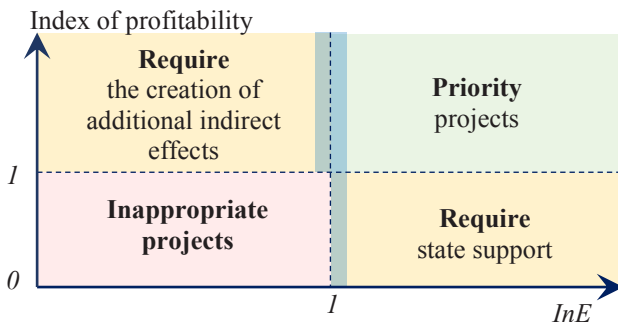 Index of profitability
Require
the creation of
additional indirect
effects
Priority
projects
1
Inappropriate
projects
Require
state support
0
1
InE